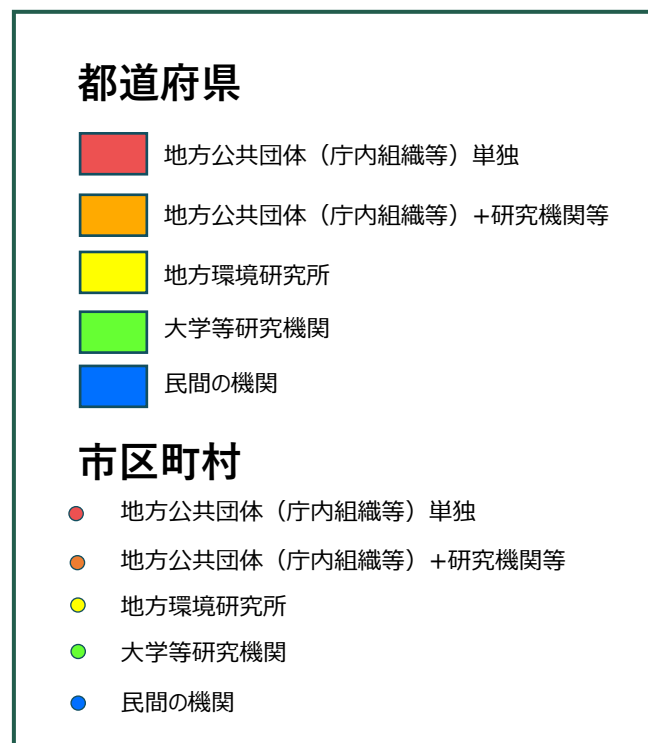 都道府県
地方公共団体（庁内組織等）単独
地方公共団体（庁内組織等）+研究機関等
地方環境研究所
大学等研究機関
民間の機関
市区町村
地方公共団体（庁内組織等）単独
地方公共団体（庁内組織等）+研究機関等
地方環境研究所
大学等研究機関
民間の機関